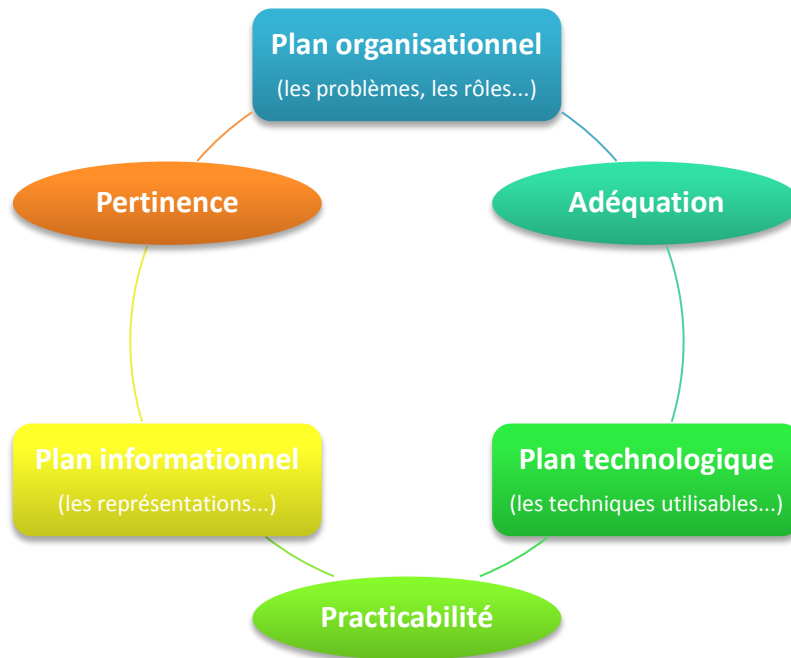 Plan organisationnel
(les problèmes, les rôles...)
Pertinence
Adéquation
Plan informationnel
(les représentations...)
Plan technologique
(les techniques utilisables...)
Practicabilité